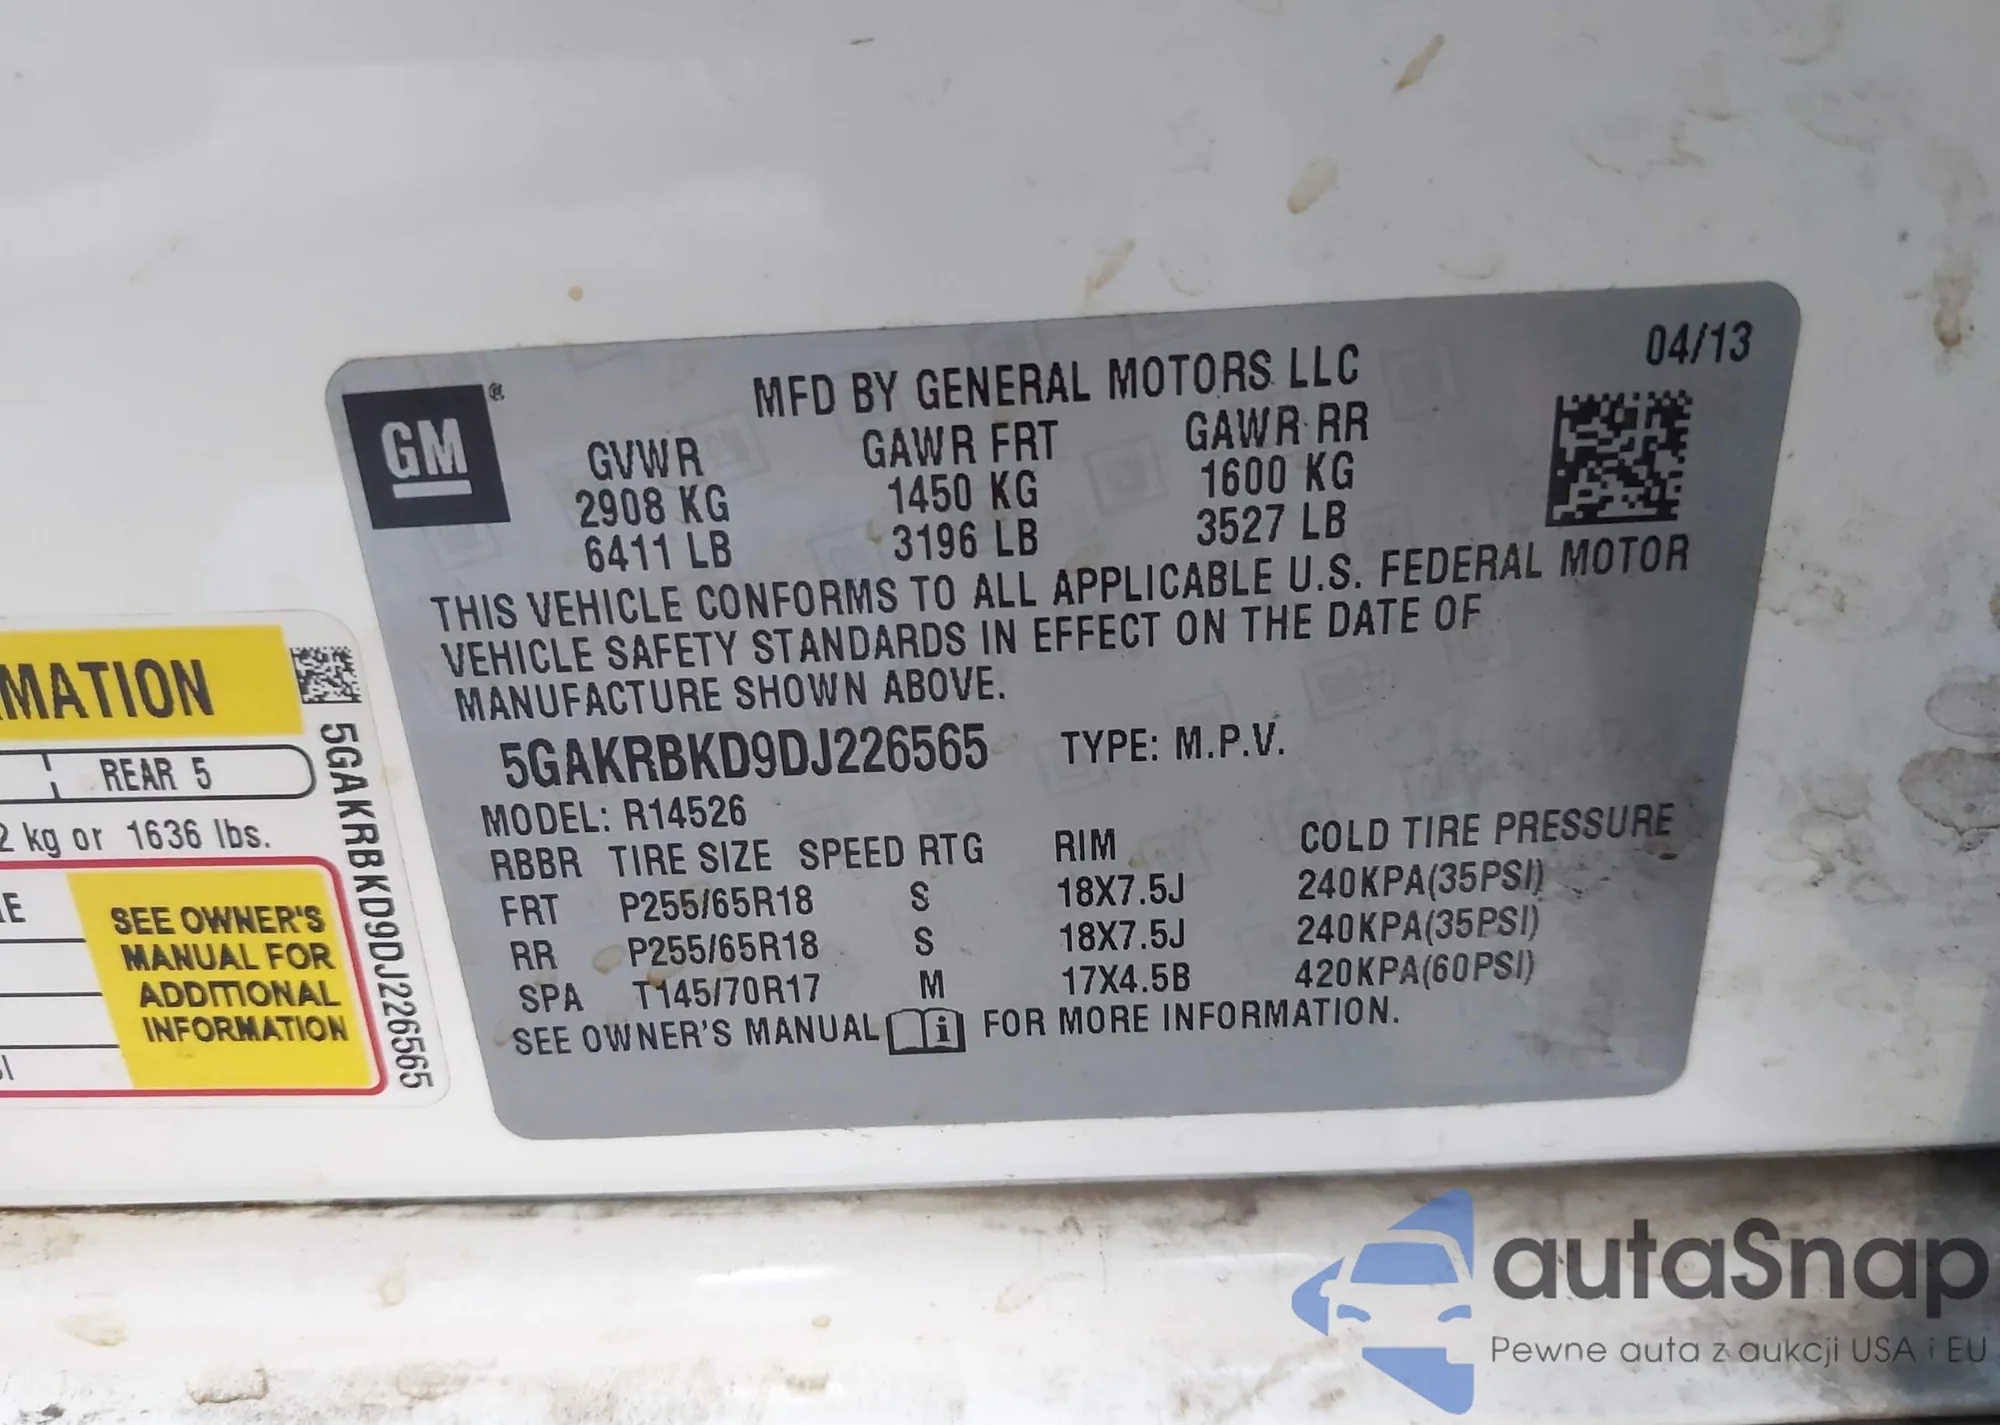 04/13
MFD BY GENERAL MOTORS LLC
GM ®
GVWR GAWR FRT GAWR RR
2908 KG 1450 KG 1600 KG
6411 LB 3196 LB 3527 LB
THIS VEHICLE CONFORMS TO ALL APPLICABLE U.S. FEDERAL MOTOR
VEHICLE SAFETY STANDARDS IN EFFECT ON THE DATE OF
MANUFACTURE SHOWN ABOVE.
5GAKRBKD9DJ226565 TYPE: M.P.V.
MODEL: R14526
RBBR TIRE SIZE SPEED RTG RIM COLD TIRE PRESSURE
FRT P255/65R18 S 18X7.5J 240KPA(35PSI)
RR P255/65R18 S 18X7.5J 240KPA(35PSI)
SPA T145/70R17 M 17X4.5B 420KPA(60PSI)
SEE OWNER'S MANUAL i FOR MORE INFORMATION.
MATION
REAR 5
2 kg or 1636 lbs.
SEE OWNER'S
MANUAL FOR
ADDITIONAL
INFORMATION
5GAKRBKD9DJ226565
autaSnap
Pewne auta z aukcji USA i EU